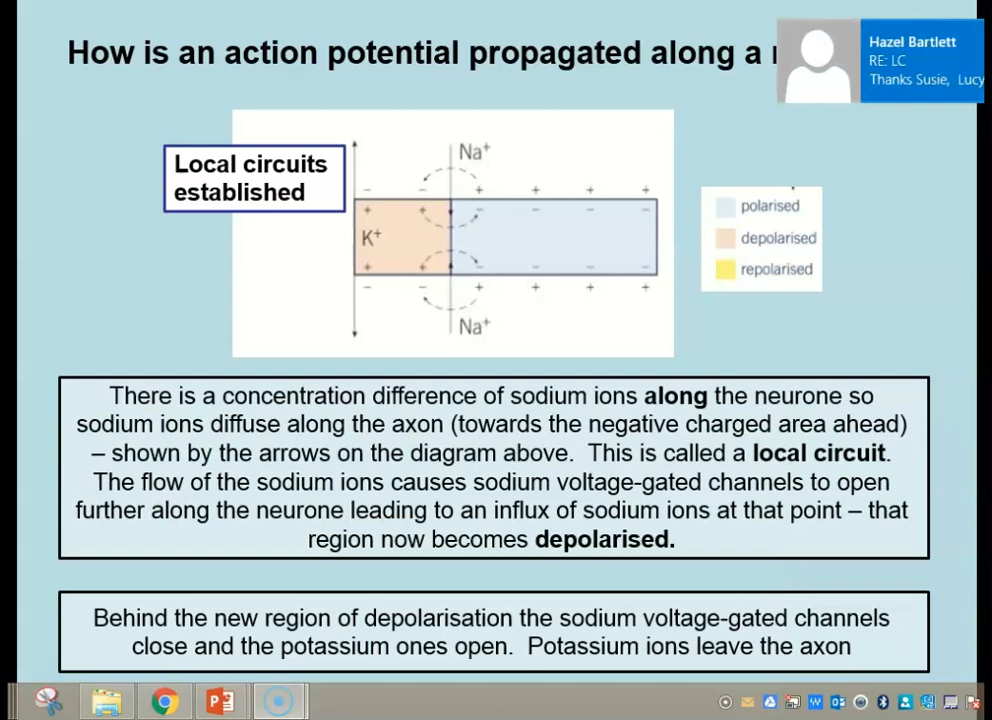 How is an action potential propagated along a
Hazel Bartlett
RE: LC
Thanks Susie, Lucy
Local circuits
established
Na⁺
- - + + + +
+ + - - - -
K⁺
+ + - - - -
- - + + + +
Na⁺
polarised
depolarised
repolarised
There is a concentration difference of sodium ions along the neurone so
sodium ions diffuse along the axon (towards the negative charged area ahead)
– shown by the arrows on the diagram above. This is called a local circuit.
The flow of the sodium ions causes sodium voltage-gated channels to open
further along the neurone leading to an influx of sodium ions at that point – that
region now becomes depolarised.
Behind the new region of depolarisation the sodium voltage-gated channels
close and the potassium ones open. Potassium ions leave the axon